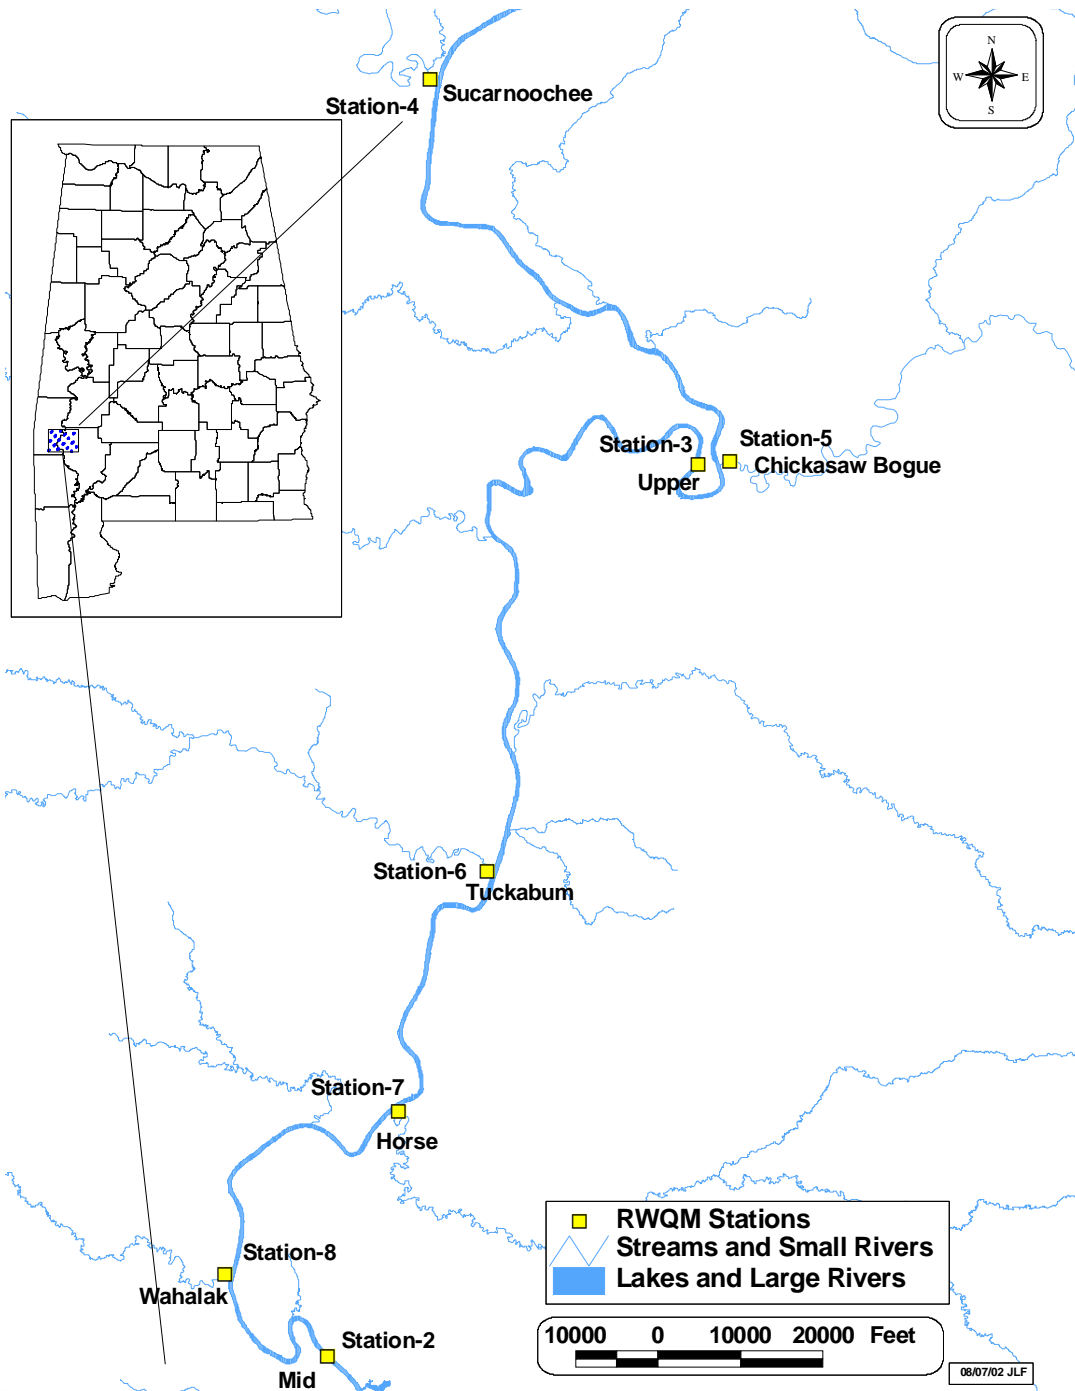 N
W E
S
Sucarnoochee
Station-4
Station-3
Upper
Station-5
Chickasaw Bogue
Station-6
Tuckabum
Station-7
Horse
Station-8
Wahalak
Station-2
Mid
RWQM Stations
Streams and Small Rivers
Lakes and Large Rivers
10000 0 10000 20000 Feet
08/07/02 JLF